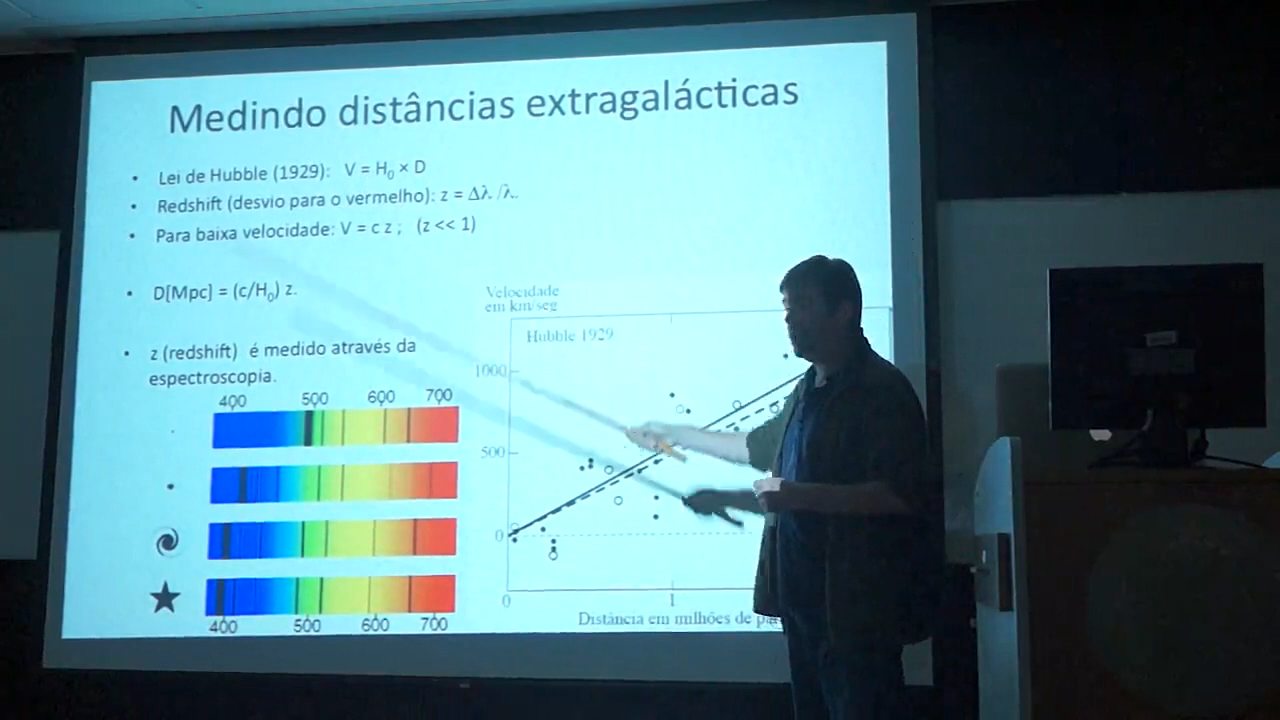 Medindo distâncias extragalácticas
• Lei de Hubble (1929): V = H₀ × D
• Redshift (desvio para o vermelho): z = Δλ /λ.
• Para baixa velocidade: V = c z ; (z << 1)
• D[Mpc] = (c/H₀) z.
• z (redshift) é medido através da
espectroscopia.
400 500 600 700
400 500 600 700
Velocidade
em km/seg
Hubble 1929
1000
500
0
0 1
Distância em milhões de